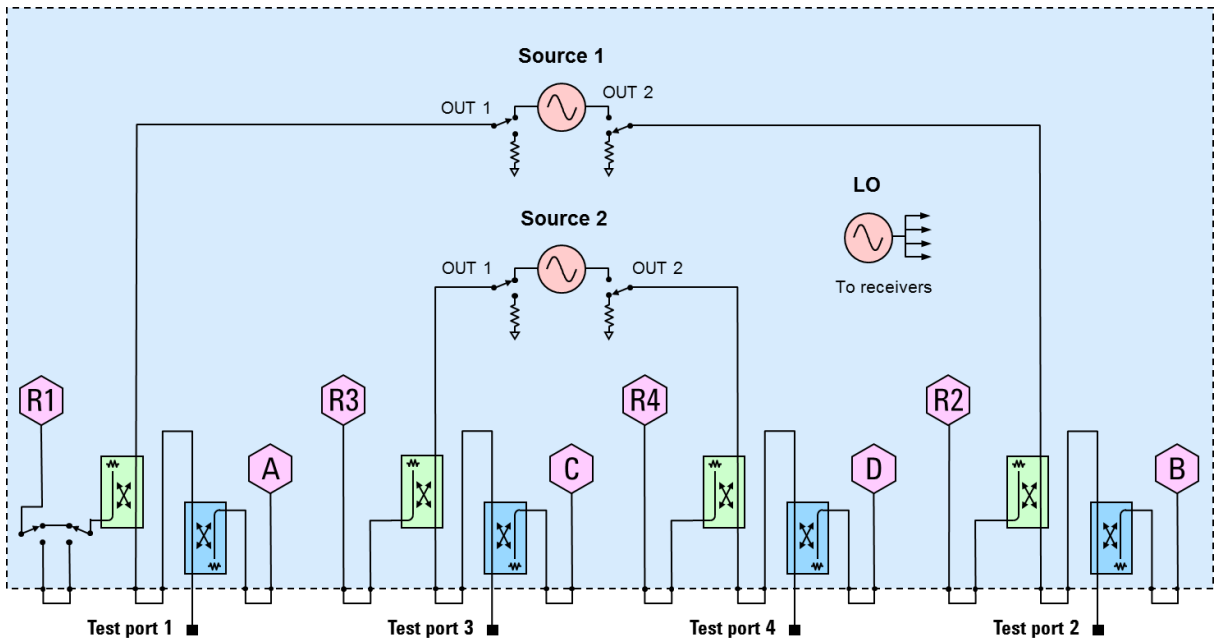 Source 1
OUT 1
OUT 2
LO
Source 2
OUT 1
OUT 2
To receivers
R1
R3
R4
R2
A
C
D
B
Test port 1
Test port 3
Test port 4
Test port 2